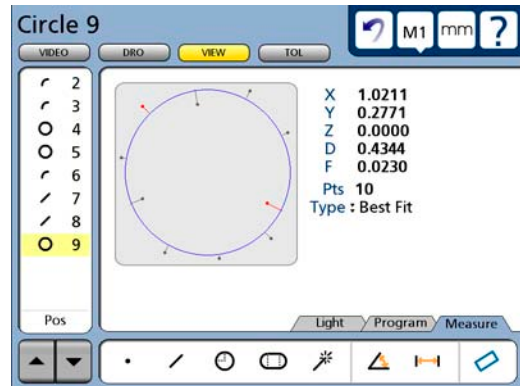 Circle 9
M1 mm ?
VIDEO DRO VIEW TOL
2
3
4
5
6
7
8
9
Pos
X 1.0211
Y 0.2771
Z 0.0000
D 0.4344
F 0.0230
Pts 10
Type : Best Fit
Light Program Measure